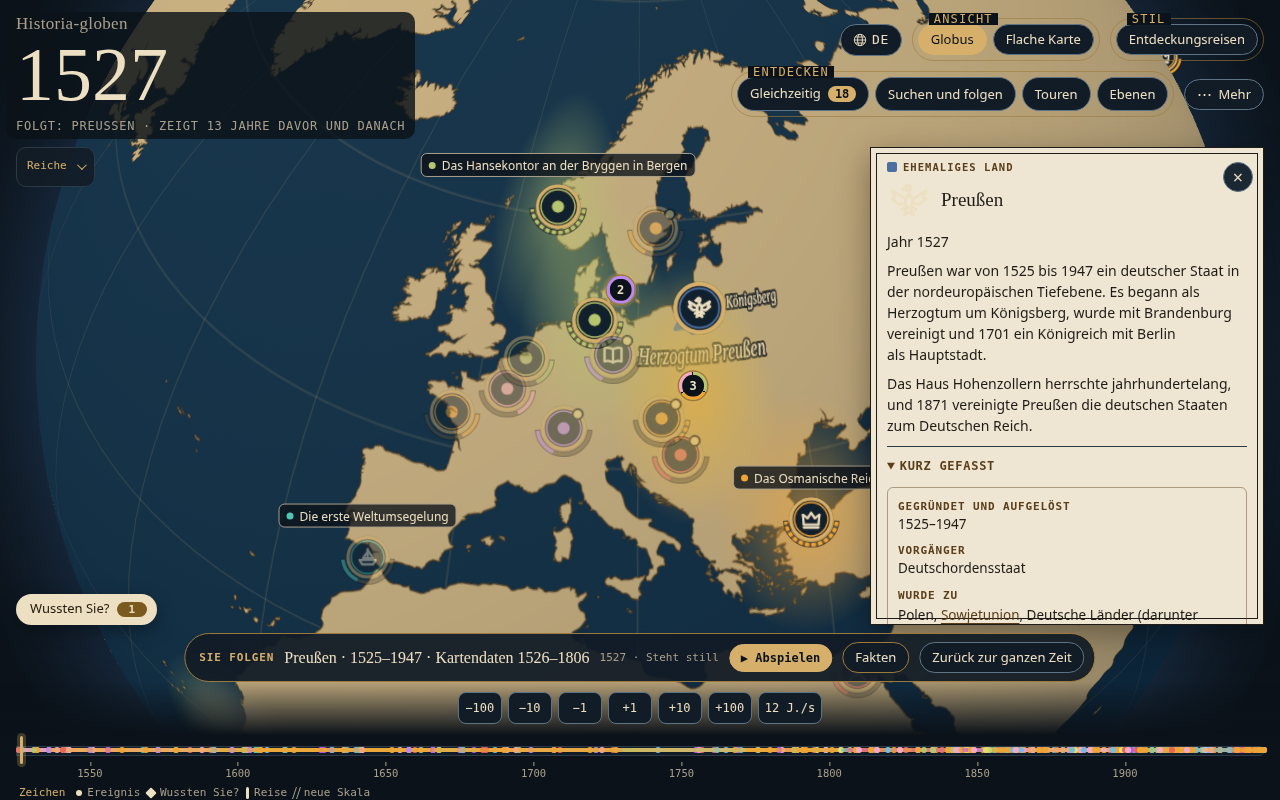 Historia-globen
1527
FOLGT: PREUSSEN · ZEIGT 13 JAHRE DAVOR UND DANACH
Reiche
DE
ANSICHT
Globus
Flache Karte
STIL
Entdeckungsreisen
ENTDECKEN
Gleichzeitig 18
Suchen und folgen
Touren
Ebenen
··· Mehr
Das Hansekontor an der Bryggen in Bergen
2
Königsberg
Herzogtum Preußen
3
Das Osmanische Rei
Die erste Weltumsegelung
EHEMALIGES LAND
Preußen
Jahr 1527
Preußen war von 1525 bis 1947 ein deutscher Staat in
der nordeuropäischen Tiefebene. Es begann als
Herzogtum um Königsberg, wurde mit Brandenburg
vereinigt und 1701 ein Königreich mit Berlin
als Hauptstadt.
Das Haus Hohenzollern herrschte jahrhundertelang,
und 1871 vereinigte Preußen die deutschen Staaten
zum Deutschen Reich.
▼ KURZ GEFASST
GEGRÜNDET UND AUFGELÖST
1525–1947
VORGÄNGER
Deutschordensstaat
WURDE ZU
Polen, Sowjetunion, Deutsche Länder (darunter
Wussten Sie? 1
SIE FOLGEN Preußen · 1525–1947 · Kartendaten 1526–1806 1527 · Steht still ▶ Abspielen Fakten Zurück zur ganzen Zeit
−100 −10 −1 +1 +10 +100 12 J./s
1550 1600 1650 1700 1750 1800 1850 1900
Zeichen Ereignis Wussten Sie? Reise // neue Skala